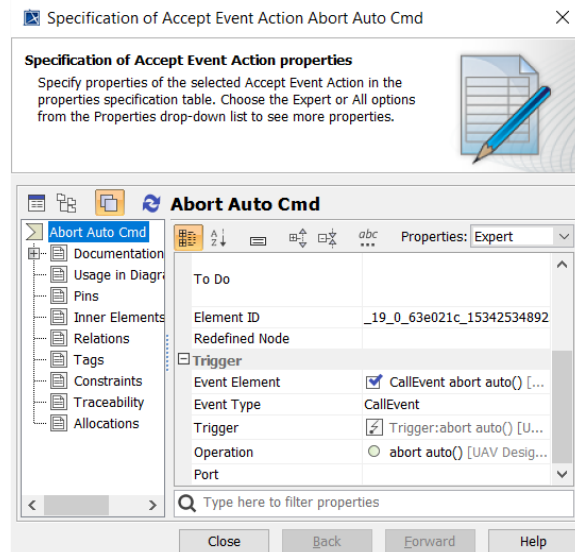 Specification of Accept Event Action Abort Auto Cmd
Specification of Accept Event Action properties
Specify properties of the selected Accept Event Action in the
properties specification table. Choose the Expert or All options
from the Properties drop-down list to see more properties.
Abort Auto Cmd
Abort Auto Cmd
Documentation
Usage in Diagra
Pins
Inner Elements
Relations
Tags
Constraints
Traceability
Allocations
abc
Properties: Expert
To Do
Element ID _19_0_63e021c_15342534892
Redefined Node
Trigger
Event Element CallEvent abort auto() [...
Event Type CallEvent
Trigger Trigger:abort auto() [U...
Operation abort auto() [UAV Desig...
Port
Type here to filter properties
Close Back Forward Help